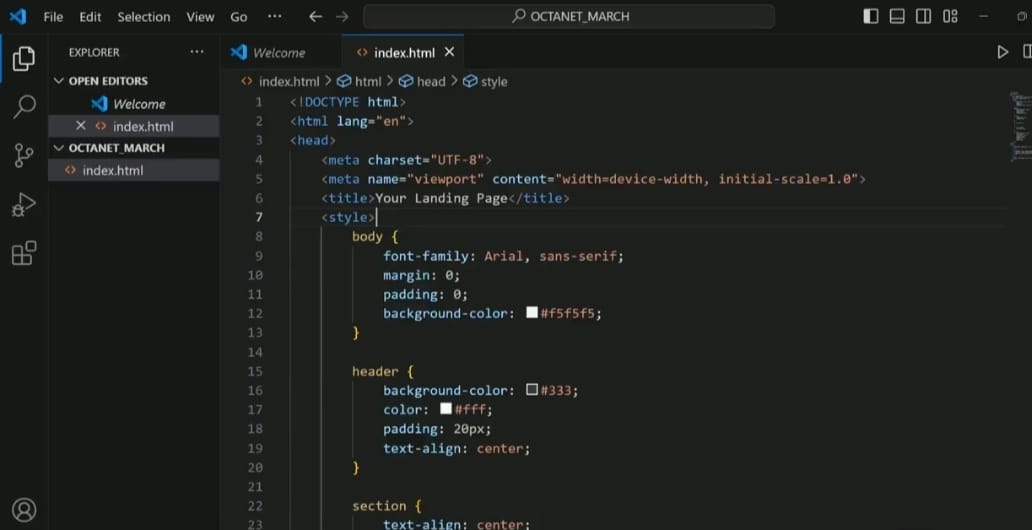 File Edit Selection View Go ··· OCTANET_MARCH
EXPLORER ···
OPEN EDITORS
Welcome
index.html
OCTANET_MARCH
index.html
Welcome index.html
index.html > html > head > style
1 <!DOCTYPE html>
2 <html lang="en">
3 <head>
4 <meta charset="UTF-8">
5 <meta name="viewport" content="width=device-width, initial-scale=1.0">
6 <title>Your Landing Page</title>
7 <style>
8 body {
9 font-family: Arial, sans-serif;
10 margin: 0;
11 padding: 0;
12 background-color: #f5f5f5;
13 }
14
15 header {
16 background-color: #333;
17 color: #fff;
18 padding: 20px;
19 text-align: center;
20 }
21
22 section {
23 text-align: center;